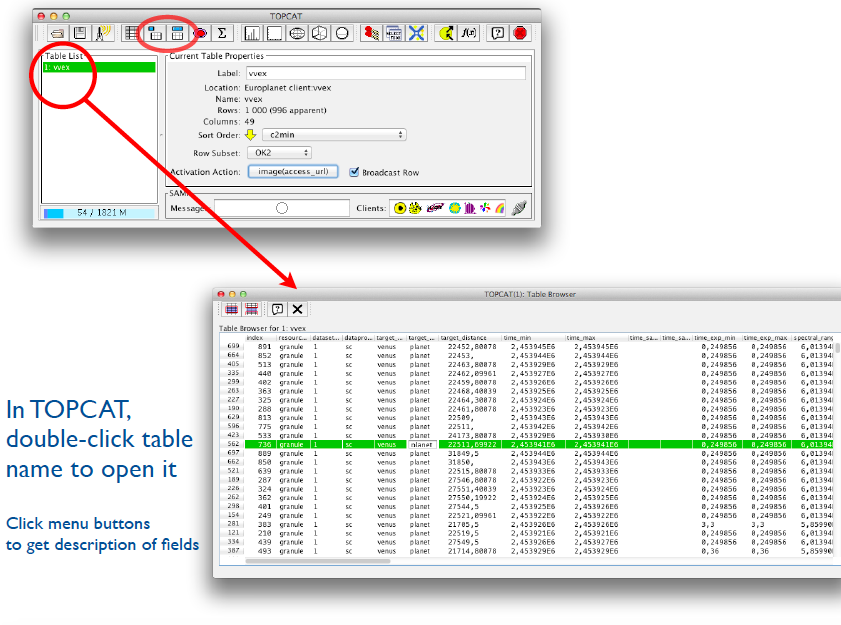 TOPCAT
Table List
1: vvex
54 / 1821 M
Current Table Properties
Label: vvex
Location: Europlanet client:vvex
Name: vvex
Rows: 1 000 (996 apparent)
Columns: 49
Sort Order: c2min
Row Subset: OK2
Activation Action: image(access_url) Broadcast Row
SAM
Message Clients:
TOPCAT(1): Table Browser
Table Browser for 1: vvex
index resourc... dataset... datapro... target_... target_... target_distance time_min time_max time_sa... time_sa... time_exp_min time_exp_max spectral_rang
699 891 granule 1 sc venus planet 22452,80078 2,453945E6 2,453945E6 0,249856 0,249856 6,01394
664 852 granule 1 sc venus planet 22453, 2,453944E6 2,453944E6 0,249856 0,249856 6,01394
405 513 granule 1 sc venus planet 22463,80078 2,453929E6 2,453929E6 0,249856 0,249856 6,01394
335 440 granule 1 sc venus planet 22462,09961 2,453927E6 2,453927E6 0,249856 0,249856 6,01394
299 402 granule 1 sc venus planet 22459,80078 2,453926E6 2,453926E6 0,249856 0,249856 6,01394
263 363 granule 1 sc venus planet 22468,40039 2,453925E6 2,453925E6 0,249856 0,249856 6,01394
227 325 granule 1 sc venus planet 22464,30078 2,453924E6 2,453924E6 0,249856 0,249856 6,01394
190 288 granule 1 sc venus planet 22461,80078 2,453923E6 2,453923E6 0,249856 0,249856 6,01394
629 813 granule 1 sc venus planet 22509, 2,453943E6 2,453943E6 0,249856 0,249856 6,01394
596 775 granule 1 sc venus planet 22511, 2,453942E6 2,453942E6 0,249856 0,249856 6,01394
423 533 granule 1 sc venus planet 24173,80078 2,453929E6 2,453930E6 0,249856 0,249856 6,01394
562 736 granule 1 sc venus planet 22511,69922 2,453941E6 2,453941E6 0,249856 0,249856 6,01394
697 889 granule 1 sc venus planet 31849,5 2,453944E6 2,453944E6 0,249856 0,249856 6,01394
662 850 granule 1 sc venus planet 31850, 2,453943E6 2,453943E6 0,249856 0,249856 6,01394
521 639 granule 1 sc venus planet 22515,80078 2,453933E6 2,453933E6 0,249856 0,249856 6,01394
189 287 granule 1 sc venus planet 27546,80078 2,453922E6 2,453923E6 0,249856 0,249856 6,01394
226 324 granule 1 sc venus planet 27551,40039 2,453923E6 2,453924E6 0,249856 0,249856 6,01394
262 362 granule 1 sc venus planet 27550,19922 2,453924E6 2,453925E6 0,249856 0,249856 6,01394
298 401 granule 1 sc venus planet 27544,5 2,453925E6 2,453926E6 0,249856 0,249856 6,01394
154 249 granule 1 sc venus planet 22521,09961 2,453922E6 2,453922E6 0,249856 0,249856 6,01394
281 383 granule 1 sc venus planet 21705,5 2,453926E6 2,453926E6 3,3 3,3 5,85990
121 210 granule 1 sc venus planet 22519,5 2,453921E6 2,453921E6 0,249856 0,249856 6,01394
334 439 granule 1 sc venus planet 27549,5 2,453926E6 2,453927E6 0,249856 0,249856 6,01394
387 493 granule 1 sc venus planet 21714,80078 2,453929E6 2,453929E6 0,36 0,36 5,85990
In TOPCAT,
double-click table
name to open it
Click menu buttons
to get description of fields